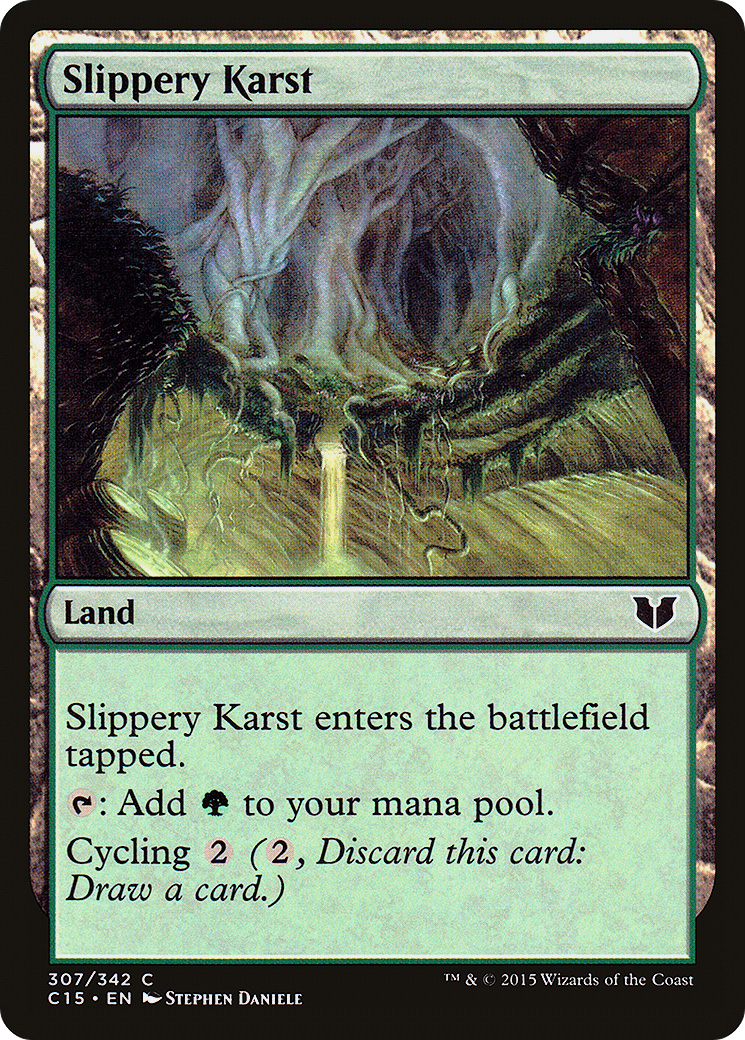 Slippery Karst
Land
Slippery Karst enters the battlefield
tapped.
: Add to your mana pool.
Cycling 2 (2, Discard this card:
Draw a card.)
307/342 C
™ & © 2015 Wizards of the Coast
C15 • EN Stephen Daniele